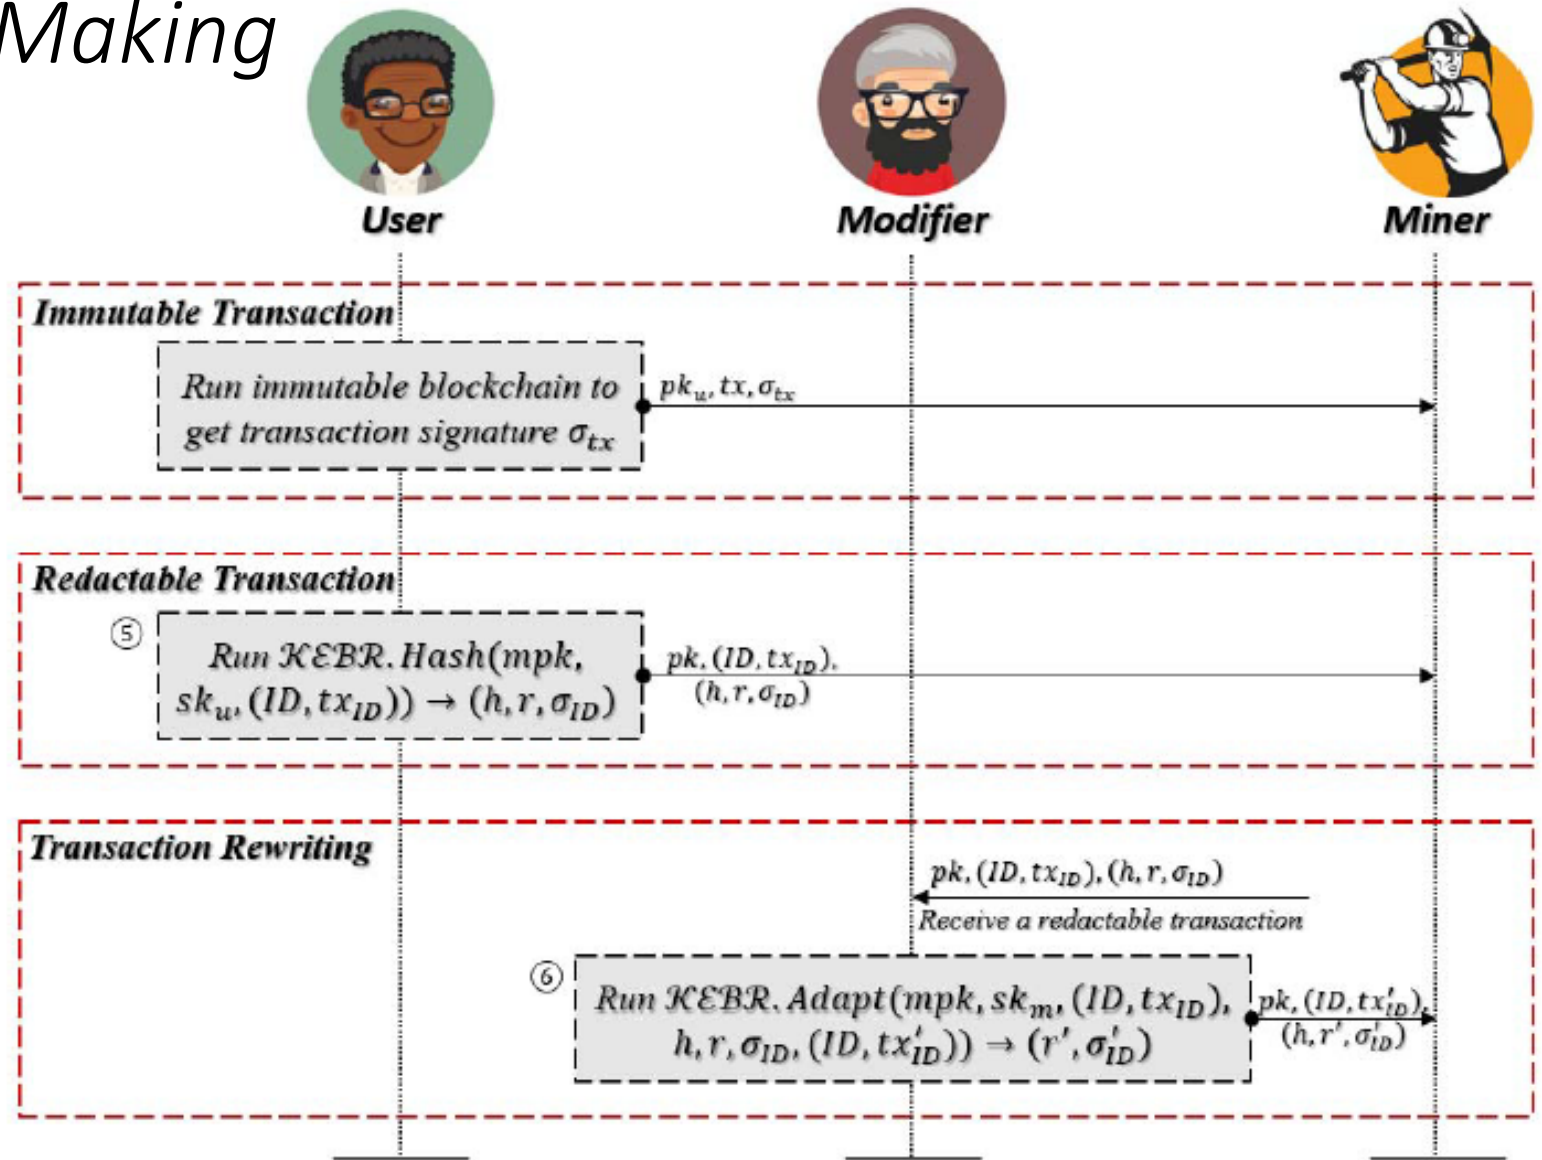 Making
User
Modifier
Miner
Immutable Transaction
Run immutable blockchain to
get transaction signature σ_tx
pk_u, tx, σ_tx
Redactable Transaction
⑤
Run 𝒦ℰℬℛ.Hash(mpk,
sk_u, (ID, tx_ID)) → (h, r, σ_ID)
pk, (ID, tx_ID),
(h, r, σ_ID)
Transaction Rewriting
pk, (ID, tx_ID), (h, r, σ_ID)
Receive a redactable transaction
⑥
Run 𝒦ℰℬℛ.Adapt(mpk, sk_m, (ID, tx_ID),
h, r, σ_ID, (ID, tx'_ID)) → (r', σ'_ID)
pk, (ID, tx'_ID),
(h, r', σ'_ID)